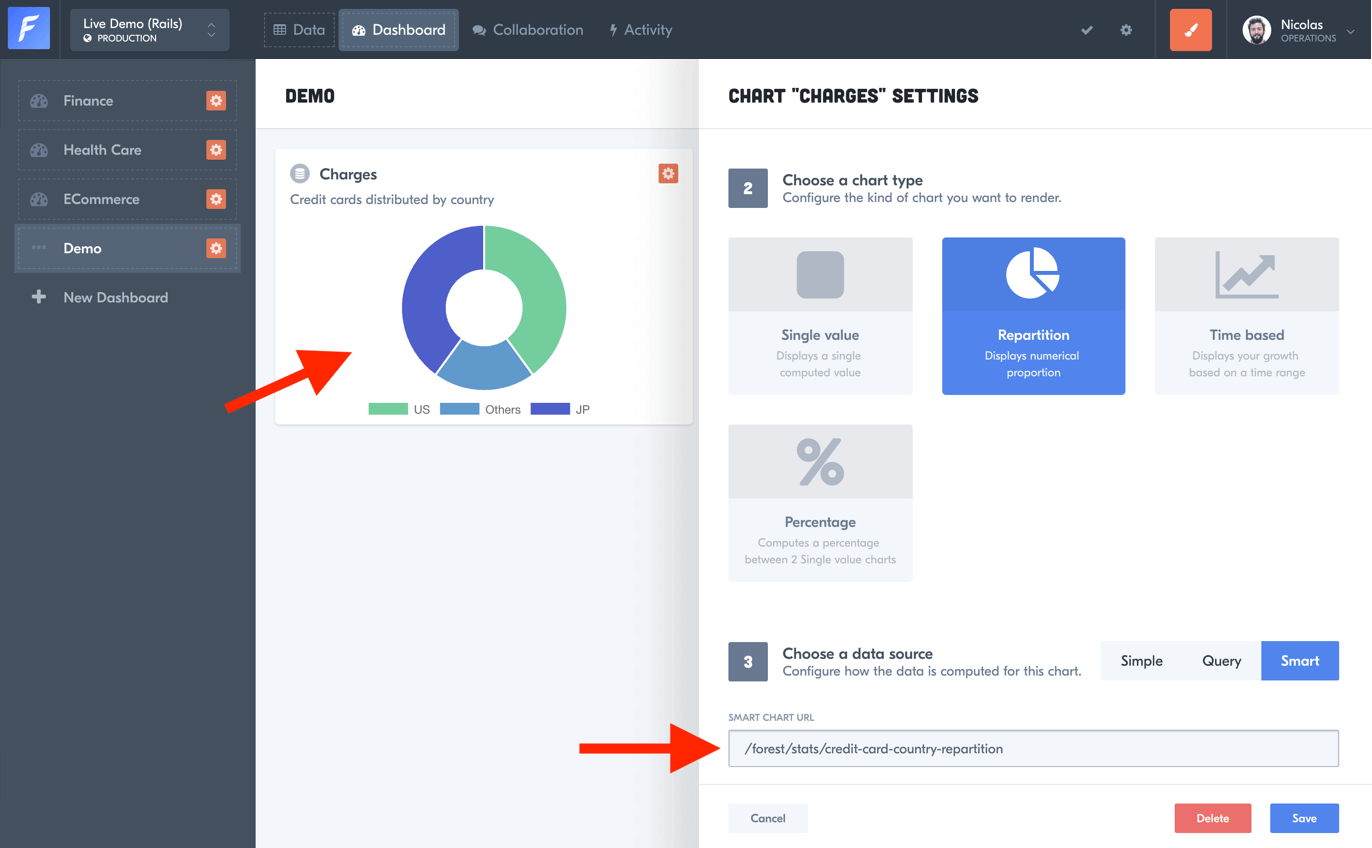 Live Demo (Rails)
PRODUCTION
Data
Dashboard
Collaboration
Activity
Nicolas
OPERATIONS
Finance
Health Care
ECommerce
Demo
New Dashboard
DEMO
Charges
Credit cards distributed by country
US
Others
JP
CHART "CHARGES" SETTINGS
2
Choose a chart type
Configure the kind of chart you want to render.
Single value
Displays a single
computed value
Repartition
Displays numerical
proportion
Time based
Displays your growth
based on a time range
%
Percentage
Computes a percentage
between 2 Single value charts
3
Choose a data source
Configure how the data is computed for this chart.
Simple
Query
Smart
SMART CHART URL
/forest/stats/credit-card-country-repartition
Cancel
Delete
Save